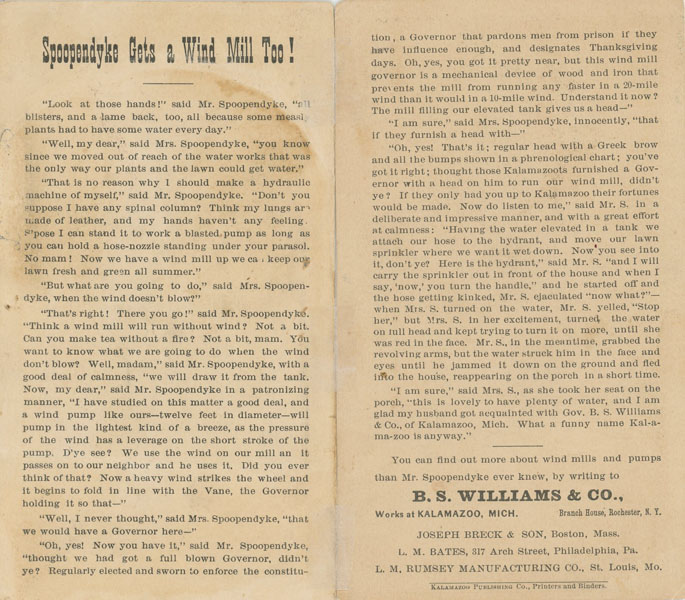 Spoopendyke Gets a Wind Mill Too!
"Look at those hands!" said Mr. Spoopendyke, "all
blisters, and a lame back, too, all because some measl
plants had to have some water every day."
"Well, my dear," said Mrs. Spoopendyke, "you know
since we moved out of reach of the water works that was
the only way our plants and the lawn could get water."
"That is no reason why I should make a hydraulic
machine of myself," said Mr. Spoopendyke. "Don't you
suppose I have any spinal column? Think my lungs ar
made of leather, and my hands haven't any feeling.
S'pose I can stand it to work a blasted pump as long as
you can hold a hose-nozzle standing under your parasol.
No mam! Now we have a wind mill up we ca keep our
lawn fresh and green all summer."
"But what are you going to do," said Mrs. Spoopen-
dyke, when the wind doesn't blow?"
"That's right! There you go!" said Mr. Spoopendyke.
"Think a wind mill will run without wind? Not a bit.
Can you make tea without a fire? Not a bit, mam. You
want to know what we are going to do when the wind
don't blow? Well, madam," said Mr. Spoopendyke, with a
good deal of calmness, "we will draw it from the tank.
Now, my dear," said Mr. Spoopendyke in a patronizing
manner, "I have studied on this matter a good deal, and
a wind pump like ours—twelve feet in diameter—will
pump in the lightest kind of a breeze, as the pressure
of the wind has a leverage on the short stroke of the
pump. D'ye see? We use the wind on our mill an it
passes on to our neighbor and he uses it. Did you ever
think of that? Now a heavy wind strikes the wheel and
it begins to fold in line with the Vane, the Governor
holding it so that—"
"Well, I never thought," said Mrs. Spoopendyke, "that
we would have a Governor here—"
"Oh, yes! Now you have it," said Mr. Spoopendyke,
"thought we had got a full blown Governor, didn't
ye? Regularly elected and sworn to enforce the constitu-
tion, a Governor that pardons men from prison if they
have influence enough, and designates Thanksgiving
days. Oh, yes, you got it pretty near, but this wind mill
governor is a mechanical device of wood and iron that
prevents the mill from running any faster in a 20-mile
wind than it would in a 10-mile wind. Understand it now?
The mill filling our elevated tank gives us a head—"
"I am sure," said Mrs. Spoopendyke, innocently, "that
if they furnish a head with—"
"Oh, yes! That's it; regular head with a Greek brow
and all the bumps shown in a phrenological chart; you've
got it right; thought those Kalamazoots furnished a Gov-
ernor with a head on him to run our wind mill, didn't
ye? If they only had you up to Kalamazoo their fortunes
would be made. Now do listen to me," said Mr. S. in a
deliberate and impressive manner, and with a great effort
at calmness: "Having the water elevated in a tank we
attach our hose to the hydrant, and move our lawn
sprinkler where we want it wet down. Now you see into
it, don't ye? Here is the hydrant," said Mr. S. "and I will
carry the sprinkler out in front of the house and when I
say, 'now,' you turn the handle," and he started off and
the hose getting kinked, Mr. S. ejaculated "now what?"—
when Mrs. S. turned on the water, Mr. S. yelled, "Stop
her," but Mrs. S. in her excitement, turned the water
on full head and kept trying to turn it on more, until she
was red in the face. Mr. S., in the meantime, grabbed the
revolving arms, but the water struck him in the face and
eyes until he jammed it down on the ground and fled
into the house, reappearing on the porch in a short time.
"I am sure," said Mrs. S., as she took her seat on the
porch, "this is lovely to have plenty of water, and I am
glad my husband got acquainted with Gov. B. S. Williams
& Co., of Kalamazoo, Mich. What a funny name Kal-a-
ma-zoo is anyway."
You can find out more about wind mills and pumps
than Mr. Spoopendyke ever knew, by writing to
B. S. WILLIAMS & CO.,
Works at KALAMAZOO, MICH. Branch House, Rochester, N. Y.
JOSEPH BRECK & SON, Boston, Mass.
L. M. BATES, 317 Arch Street, Philadelphia, Pa.
L. M, RUMSEY MANUFACTURING CO., St. Louis, Mo.
KALAMAZOO PUBLISHING CO., Printers and Binders.